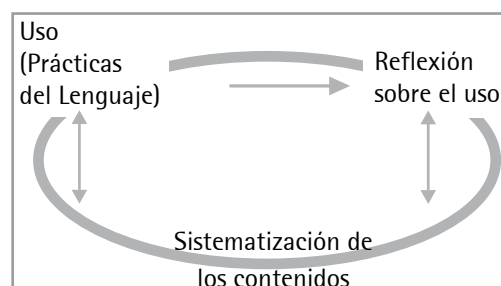 Uso
(Prácticas
del Lenguaje)
Reflexión
sobre el uso
Sistematización de
los contenidos